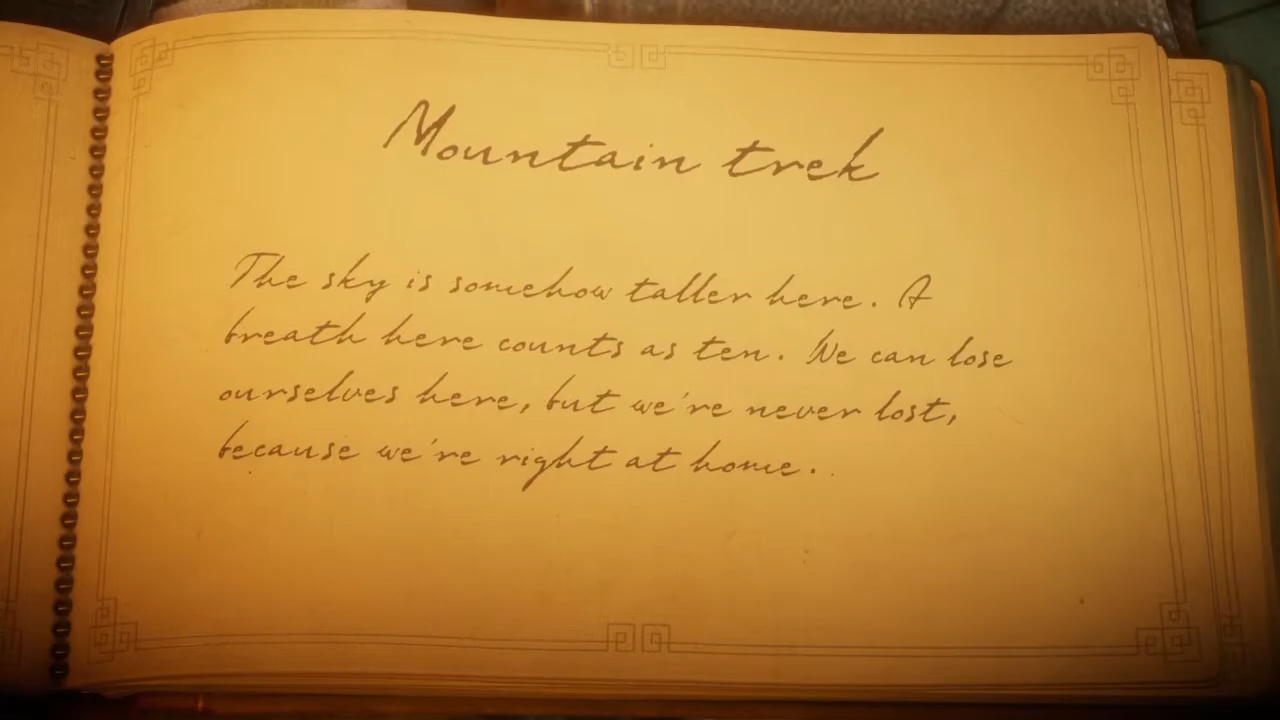 Mountain trek
The sky is somehow taller here. A
breath here counts as ten. We can lose
ourselves here, but we're never lost,
because we're right at home.